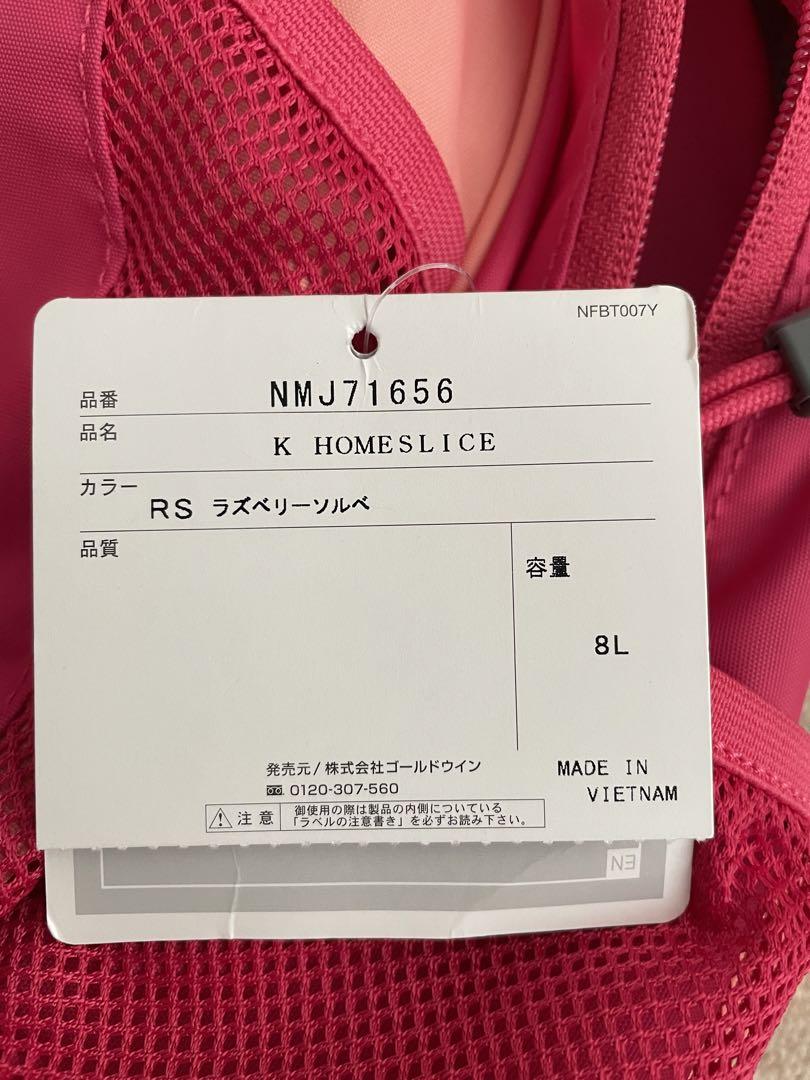 NFBT007Y
品番 NMJ71656
品名 K HOMESLICE
カラー RS ラズベリーソルベ
品質
容量
8L
発売元/株式会社ゴールドウイン
0120-307-560
MADE IN
VIETNAM
注意
御使用の際は製品の内側についている
「ラベルの注意書き」を必ずお読み下さい。
EN